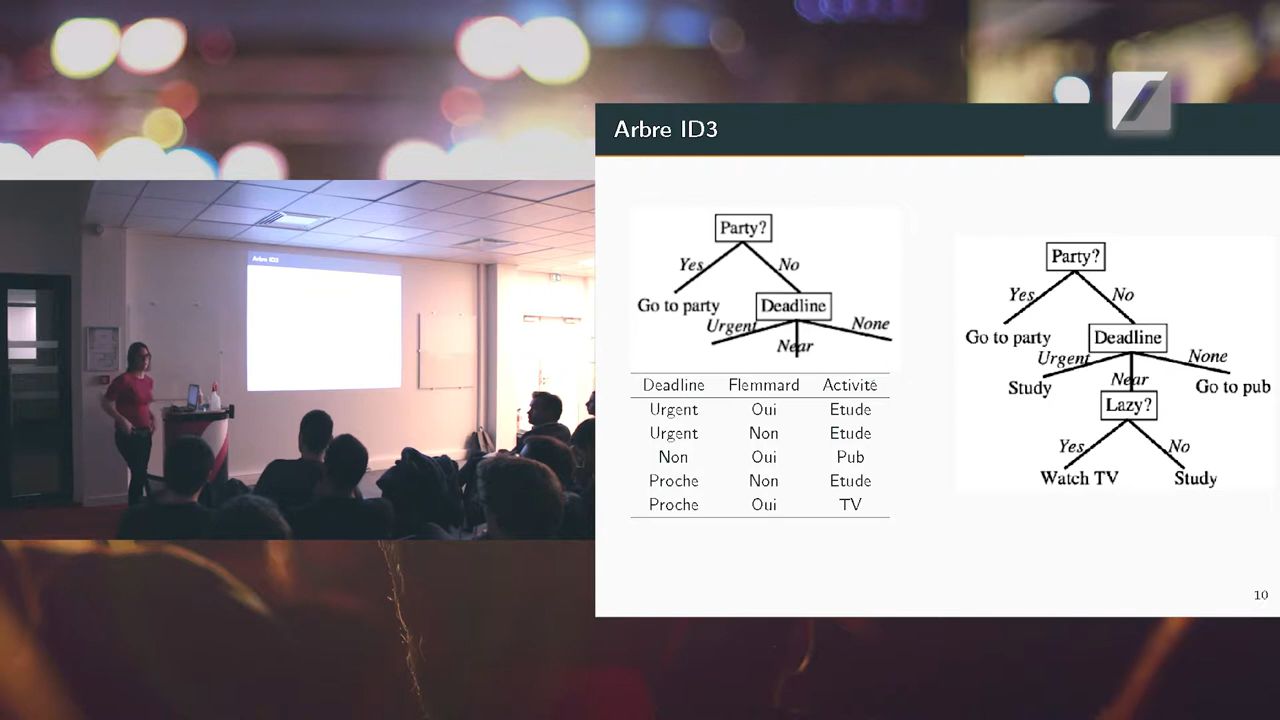 Arbre ID3
Party?
Yes No
Go to party Deadline
Urgent Near None
Deadline Flemmard Activité
Urgent Oui Etude
Urgent Non Etude
Non Oui Pub
Proche Non Etude
Proche Oui TV
Party?
Yes No
Go to party Deadline
Urgent Near None
Study Lazy? Go to pub
Yes No
Watch TV Study
10
Arbre ID3